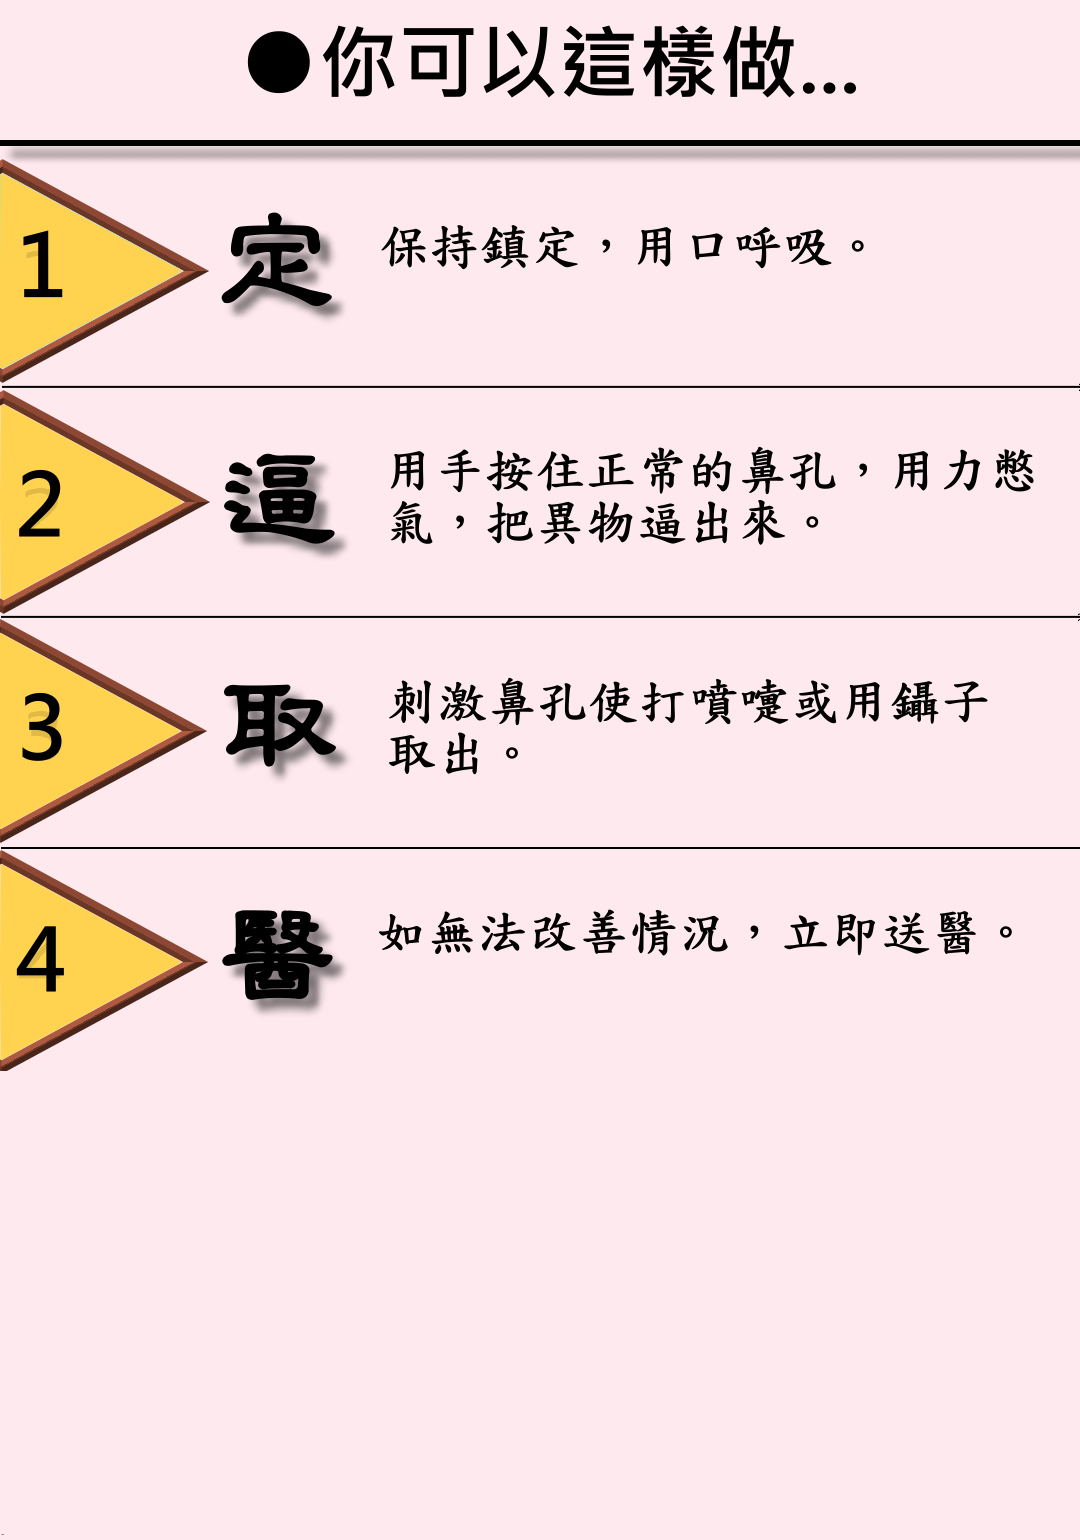 ●你可以這樣做...
1
定
保持鎮定，用口呼吸。
2
逼
用手按住正常的鼻孔，用力憋
氣，把異物逼出來。
3
取
刺激鼻孔使打噴嚏或用鑷子
取出。
4
醫
如無法改善情況，立即送醫。